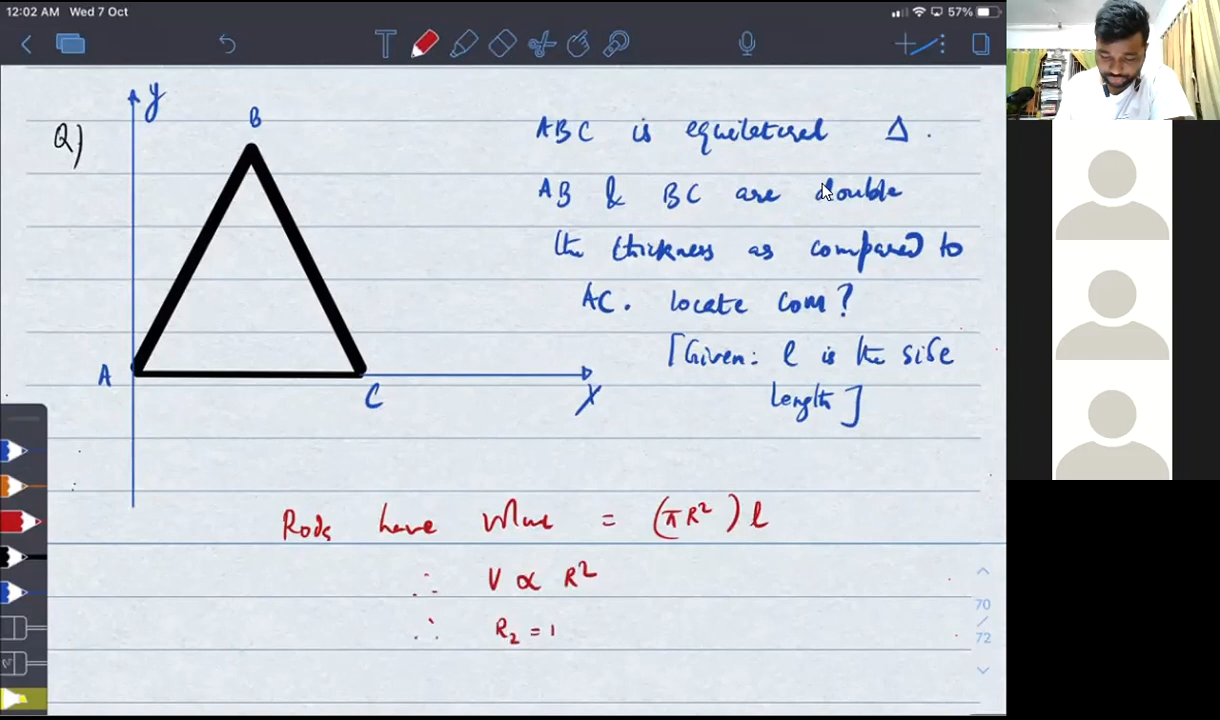 12:02 AM Wed 7 Oct
57%
T
y
B
Q)
ABC is equilateral Δ.
AB & BC are double
the thickness as compared to
AC. locate com?
[Given: l is the side
length]
A
C
X
Rods have volume = (πR²) l
∴ V ∝ R²
∴ R₂ = 1
70
/
72